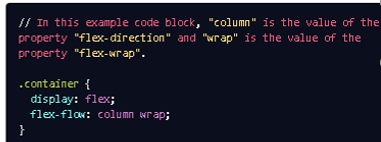 // In this example code block, "column" is the value of the
property "flex-direction" and "wrap" is the value of the
property "flex-wrap".
.container {
display: flex;
flex-flow: column wrap;
}